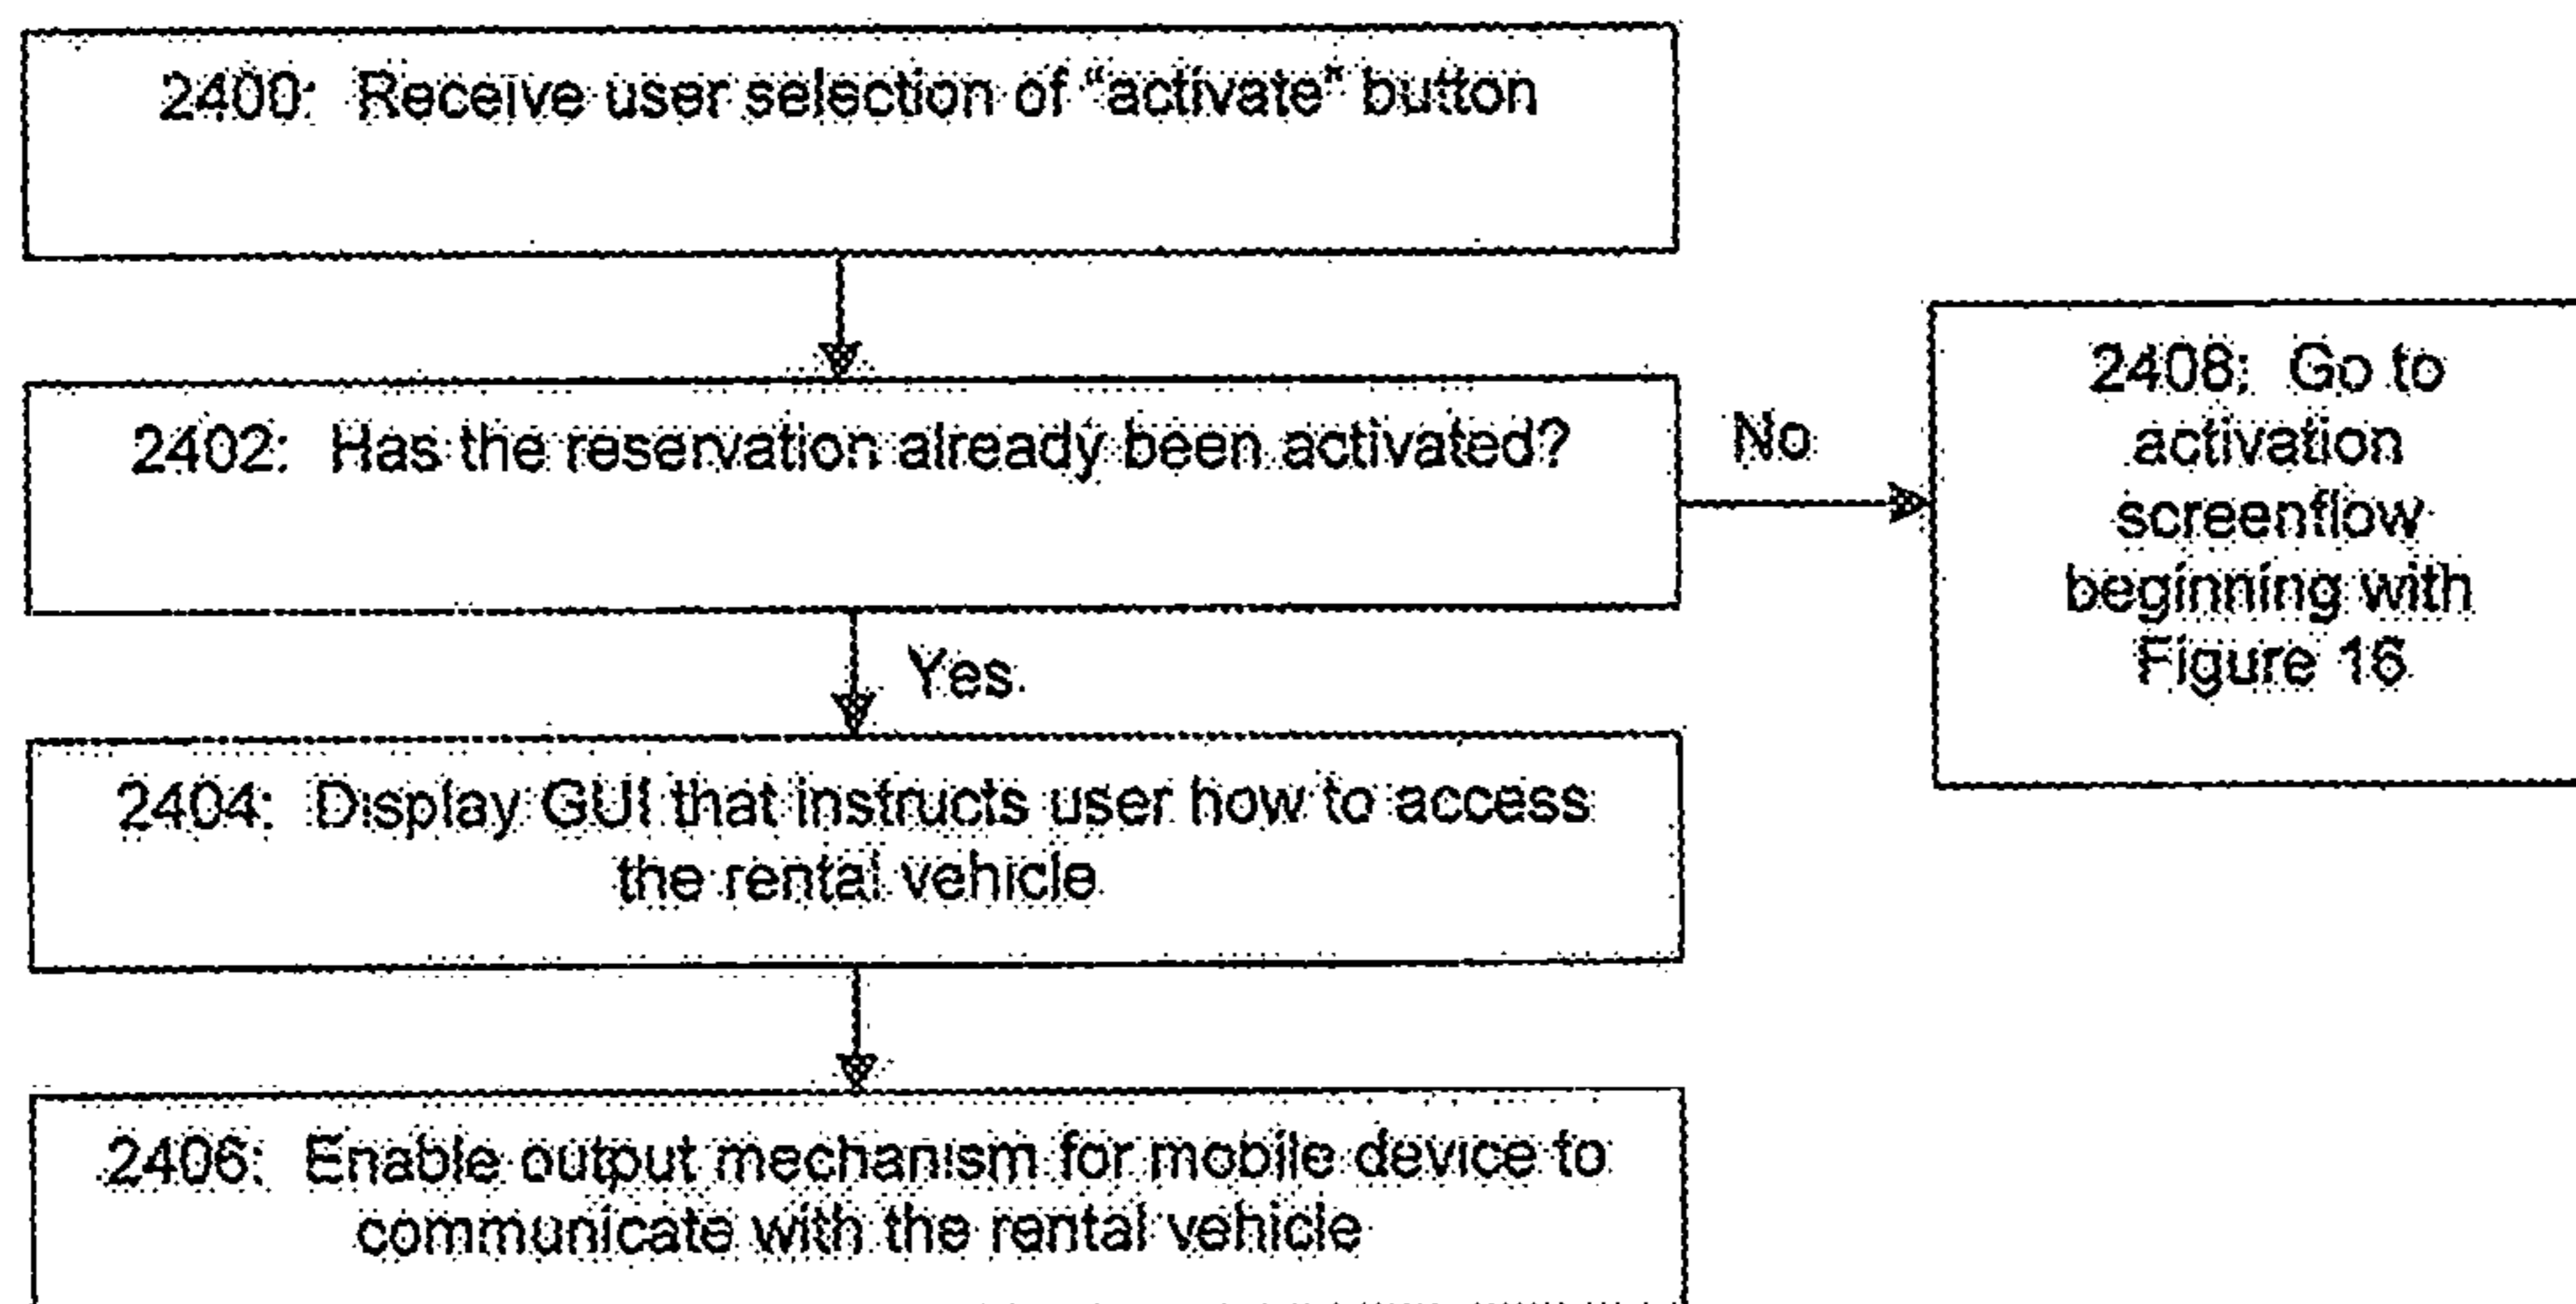 2400: Receive user selection of “activate” button
2402: Has the reservation already been activated?
No
2408: Go to
activation
screenflow
beginning with
Figure 16
Yes
2404: Display GUI that instructs user how to access
the rental vehicle
2406: Enable output mechanism for mobile device to
communicate with the rental vehicle